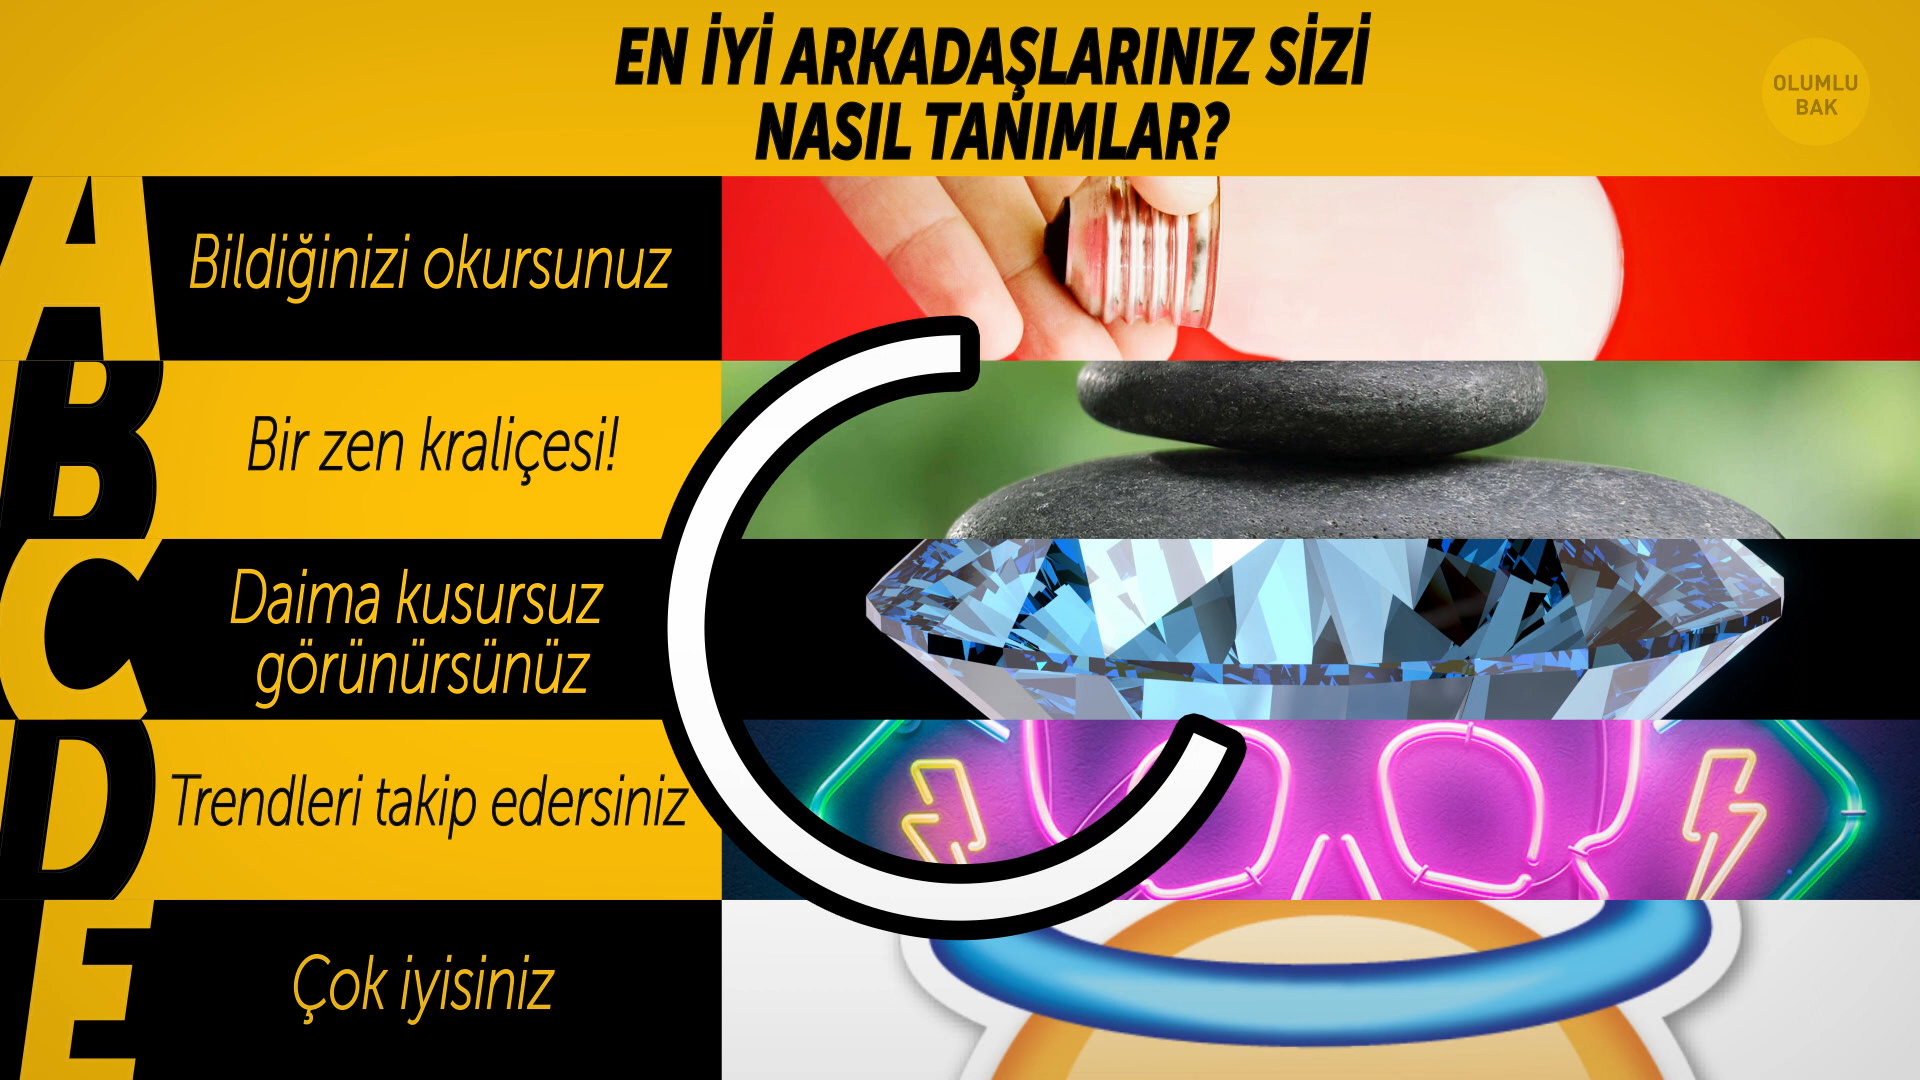 EN İYİ ARKADAŞLARINIZ SİZİ
NASIL TANIMLAR?
OLUMLU
BAK
A
Bildiğinizi okursunuz
B
Bir zen kraliçesi!
C
Daima kusursuz
görünürsünüz
D
Trendleri takip edersiniz
E
Çok iyisiniz